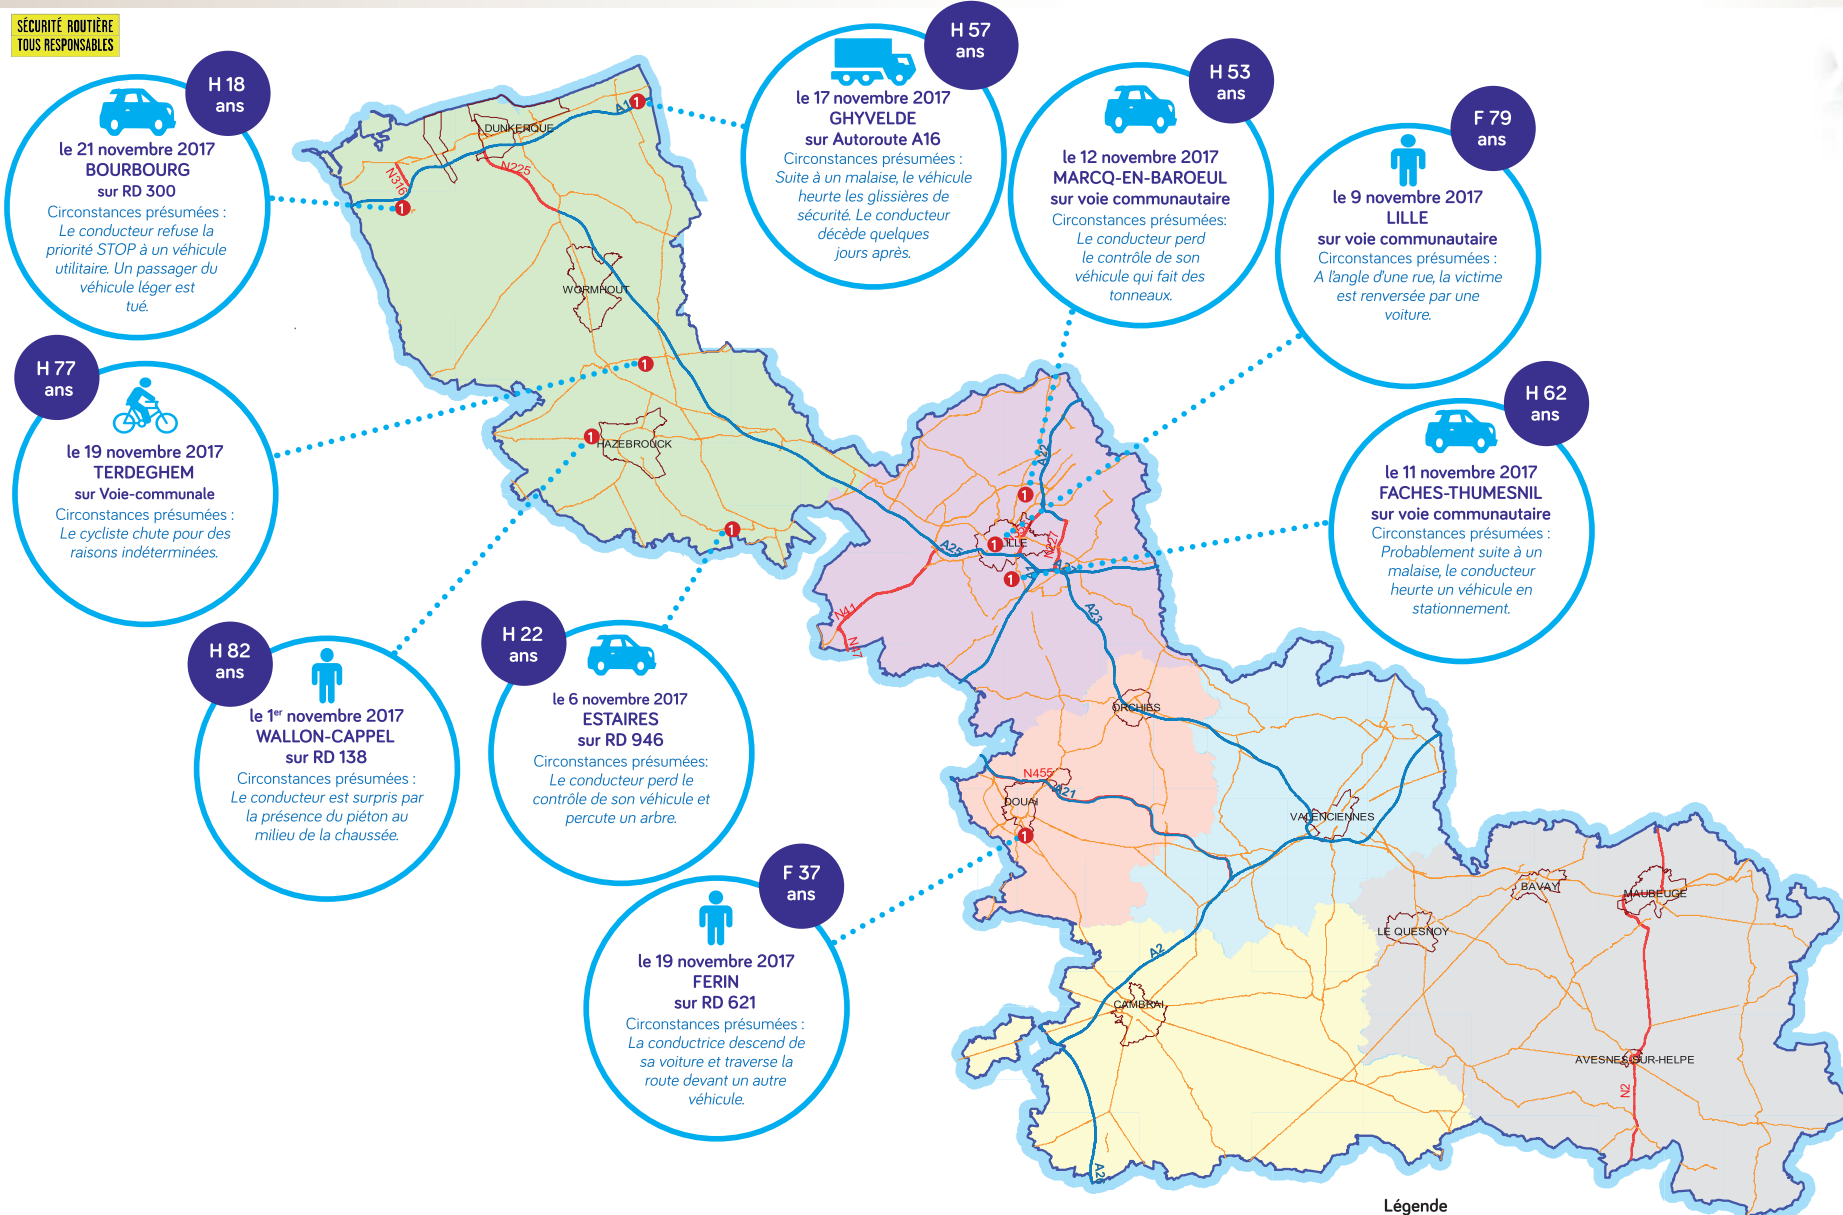 SÉCURITÉ ROUTIÈRE
TOUS RESPONSABLES
H 18
ans
le 21 novembre 2017
BOURBOURG
sur RD 300
Circonstances présumées :
Le conducteur refuse la
priorité STOP à un véhicule
utilitaire. Un passager du
véhicule léger est
tué.
H 57
ans
le 17 novembre 2017
GHYVELDE
sur Autoroute A16
Circonstances présumées :
Suite à un malaise, le véhicule
heurte les glissières de
sécurité. Le conducteur
décède quelques
jours après.
H 53
ans
le 12 novembre 2017
MARCQ-EN-BAROEUL
sur voie communautaire
Circonstances présumées:
Le conducteur perd
le contrôle de son
véhicule qui fait des
tonneaux.
F 79
ans
le 9 novembre 2017
LILLE
sur voie communautaire
Circonstances présumées :
A l'angle d'une rue, la victime
est renversée par une
voiture.
H 77
ans
le 19 novembre 2017
TERDEGHEM
sur Voie-communale
Circonstances présumées :
Le cycliste chute pour des
raisons indéterminées.
H 62
ans
le 11 novembre 2017
FACHES-THUMESNIL
sur voie communautaire
Circonstances présumées :
Probablement suite à un
malaise, le conducteur
heurte un véhicule en
stationnement.
H 82
ans
le 1er novembre 2017
WALLON-CAPPEL
sur RD 138
Circonstances présumées :
Le conducteur est surpris par
la présence du piéton au
milieu de la chaussée.
H 22
ans
le 6 novembre 2017
ESTAIRES
sur RD 946
Circonstances présumées:
Le conducteur perd le
contrôle de son véhicule et
percute un arbre.
F 37
ans
le 19 novembre 2017
FERIN
sur RD 621
Circonstances présumées :
La conductrice descend de
sa voiture et traverse la
route devant un autre
véhicule.
1
DUNKERQUE
N225
N316
1
WORMHOUT
1
1
HAZEBROUCK
1
A22
1
1
A25
1
N41
N47
A23
ORCHIES
N455
A21
DOUAI
1
VALENCIENNES
BAVAY
MAUBEUGE
LE QUESNOY
A2
CAMBRAI
AVESNES-SUR-HELPE
N2
Légende